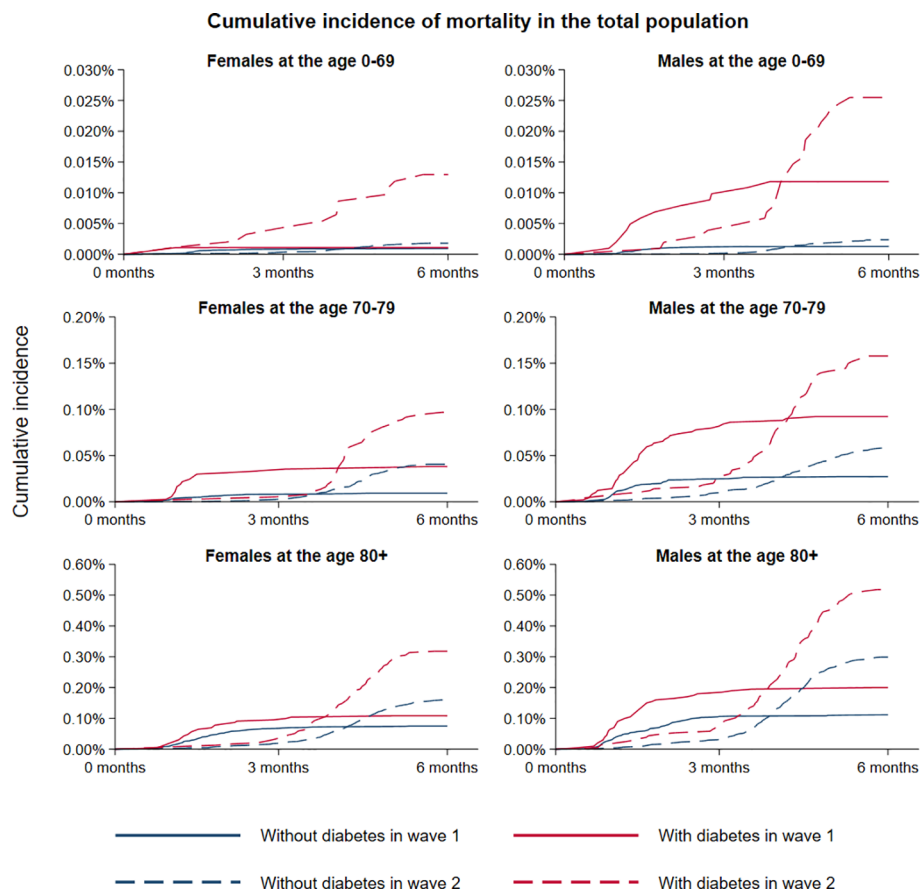 Cumulative incidence of mortality in the total population
Females at the age 0-69
0.030%
0.025%
0.020%
0.015%
0.010%
0.005%
0.000%
0 months
3 months
6 months
Males at the age 0-69
0.030%
0.025%
0.020%
0.015%
0.010%
0.005%
0.000%
0 months
3 months
6 months
Cumulative incidence
Females at the age 70-79
0.20%
0.15%
0.10%
0.05%
0.00%
0 months
3 months
6 months
Males at the age 70-79
0.20%
0.15%
0.10%
0.05%
0.00%
0 months
3 months
6 months
Females at the age 80+
0.60%
0.50%
0.40%
0.30%
0.20%
0.10%
0.00%
0 months
3 months
6 months
Males at the age 80+
0.60%
0.50%
0.40%
0.30%
0.20%
0.10%
0.00%
0 months
3 months
6 months
Without diabetes in wave 1
With diabetes in wave 1
Without diabetes in wave 2
With diabetes in wave 2